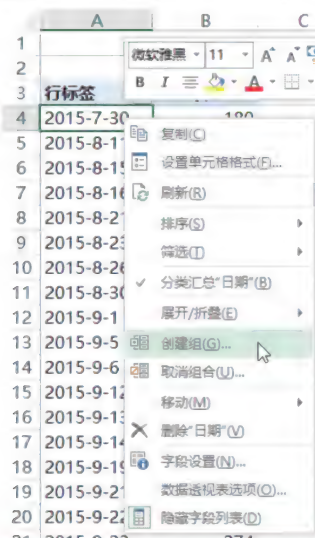 A B C
1
微软雅黑 11 A A
2
B I A
3 行标签
4 2015-7-30 180
复制(C)
5 2015-8-1
6 2015-8-15
设置单元格格式(F)...
7 2015-8-16
刷新(R)
8 2015-8-21
排序(S)
9 2015-8-23
筛选(T)
10 2015-8-26
11 2015-8-30
分类汇总"日期"(B)
12 2015-9-1
展开/折叠(E)
13 2015-9-5
创建组(G)...
14 2015-9-6
取消组合(U)...
15 2015-9-12
移动(M)
16 2015-9-13
17 2015-9-14
删除"日期"(V)
18 2015-9-19
字段设置(N)...
19 2015-9-21
数据透视表选项(O)...
20 2015-9-22
隐藏字段列表(D)